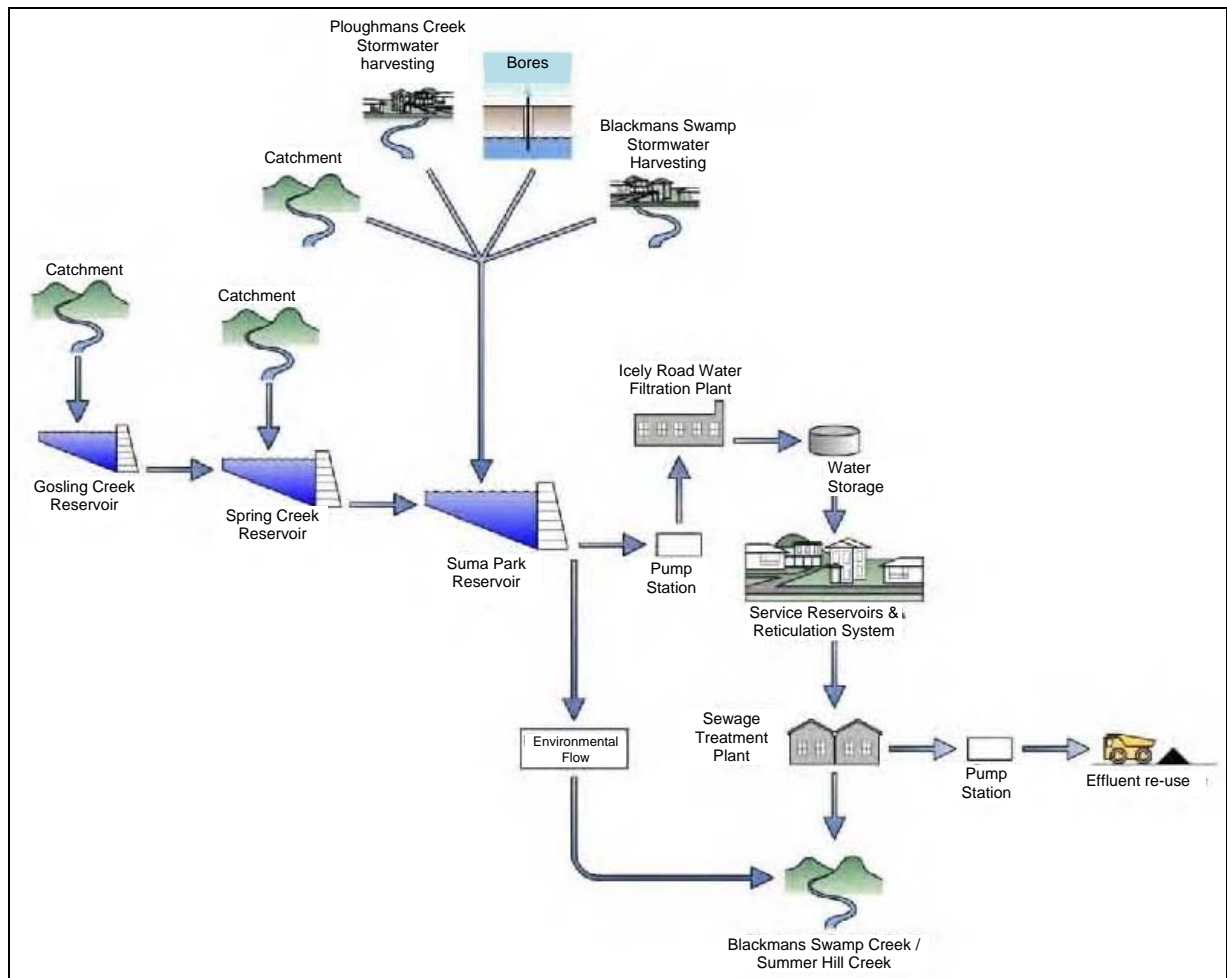 Ploughmans Creek
Stormwater
harvesting
Bores
Blackmans Swamp
Stormwater
Harvesting
Catchment
Catchment
Catchment
Icely Road Water
Filtration Plant
Water
Storage
Gosling Creek
Reservoir
Spring Creek
Reservoir
Suma Park
Reservoir
Pump
Station
Service Reservoirs &
Reticulation System
Sewage
Treatment
Plant
Environmental
Flow
Pump
Station
Effluent re-use
Blackmans Swamp Creek /
Summer Hill Creek